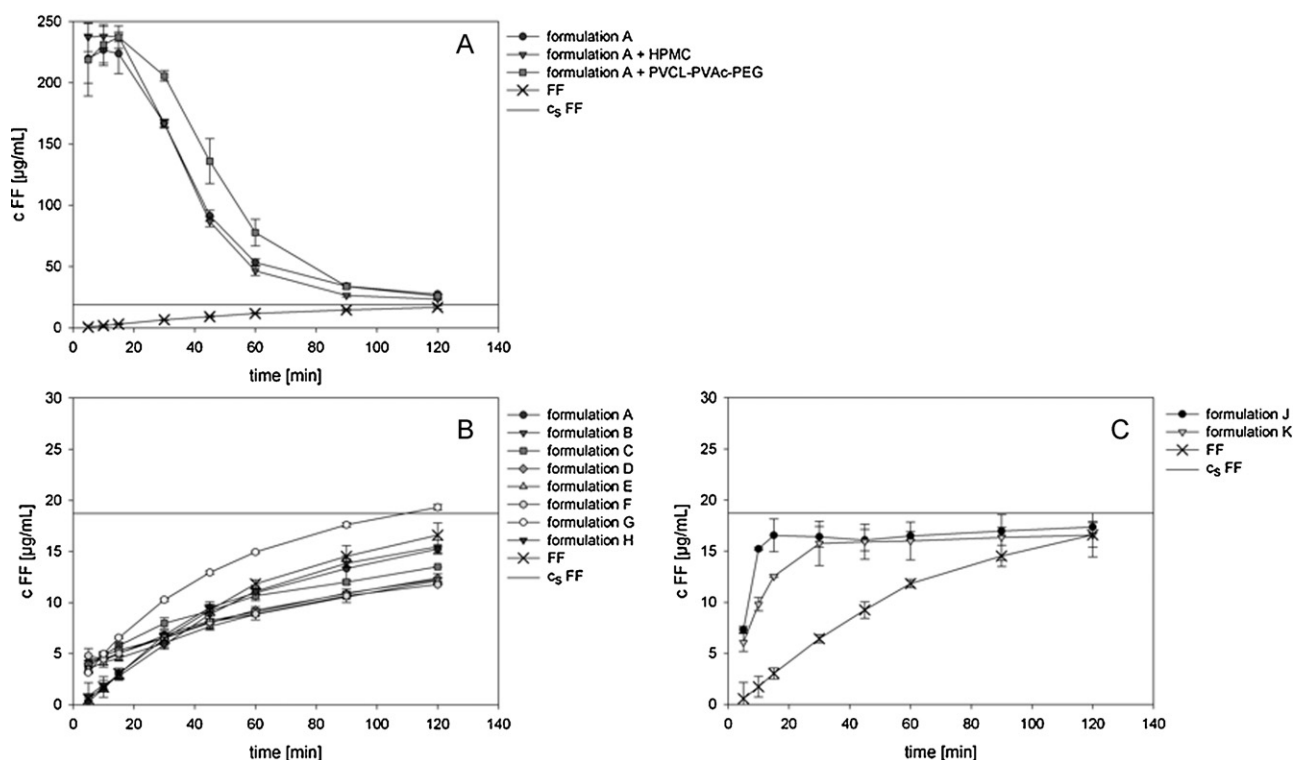 A
c FF [µg/mL]
250
200
150
100
50
0
0 20 40 60 80 100 120 140
time [min]
formulation A
formulation A + HPMC
formulation A + PVCL-PVAc-PEG
FF
cS FF
B
c FF [µg/mL]
30
25
20
15
10
5
0
0 20 40 60 80 100 120 140
time [min]
formulation A
formulation B
formulation C
formulation D
formulation E
formulation F
formulation G
formulation H
FF
cS FF
C
c FF [µg/mL]
30
25
20
15
10
5
0
0 20 40 60 80 100 120 140
time [min]
formulation J
formulation K
FF
cS FF